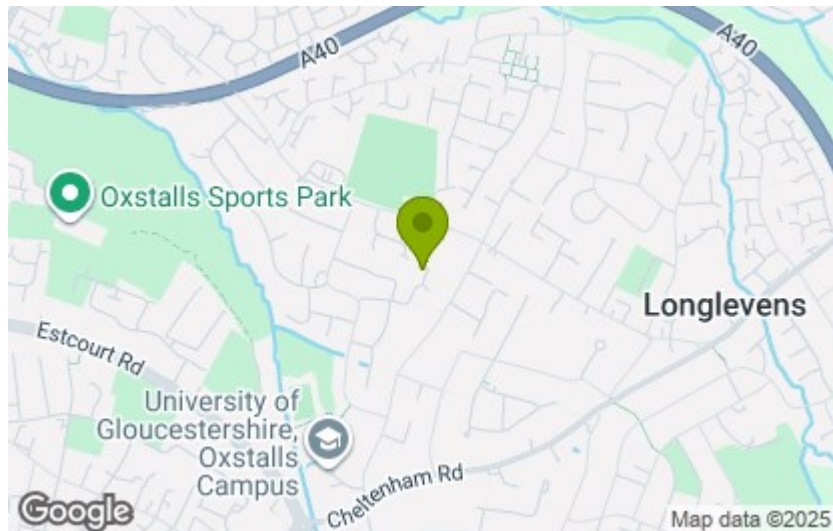 A40
A40
Oxstalls Sports Park
Longlevens
Estcourt Rd
University of
Gloucestershire,
Oxstalls
Campus
Cheltenham Rd
Google
Map data ©2025